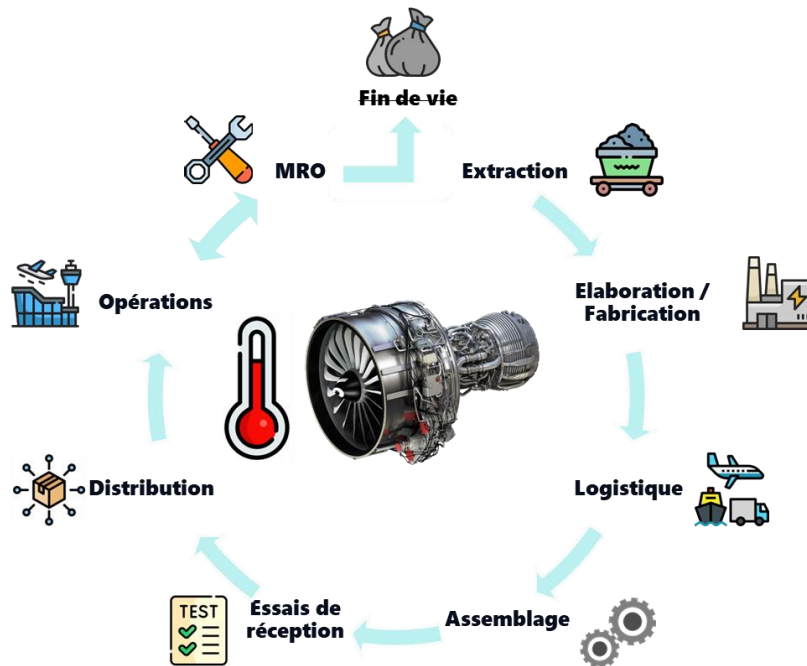 Fin de vie
MRO
Extraction
Opérations
Elaboration /
Fabrication
Distribution
Logistique
TEST
Essais de
réception
Assemblage